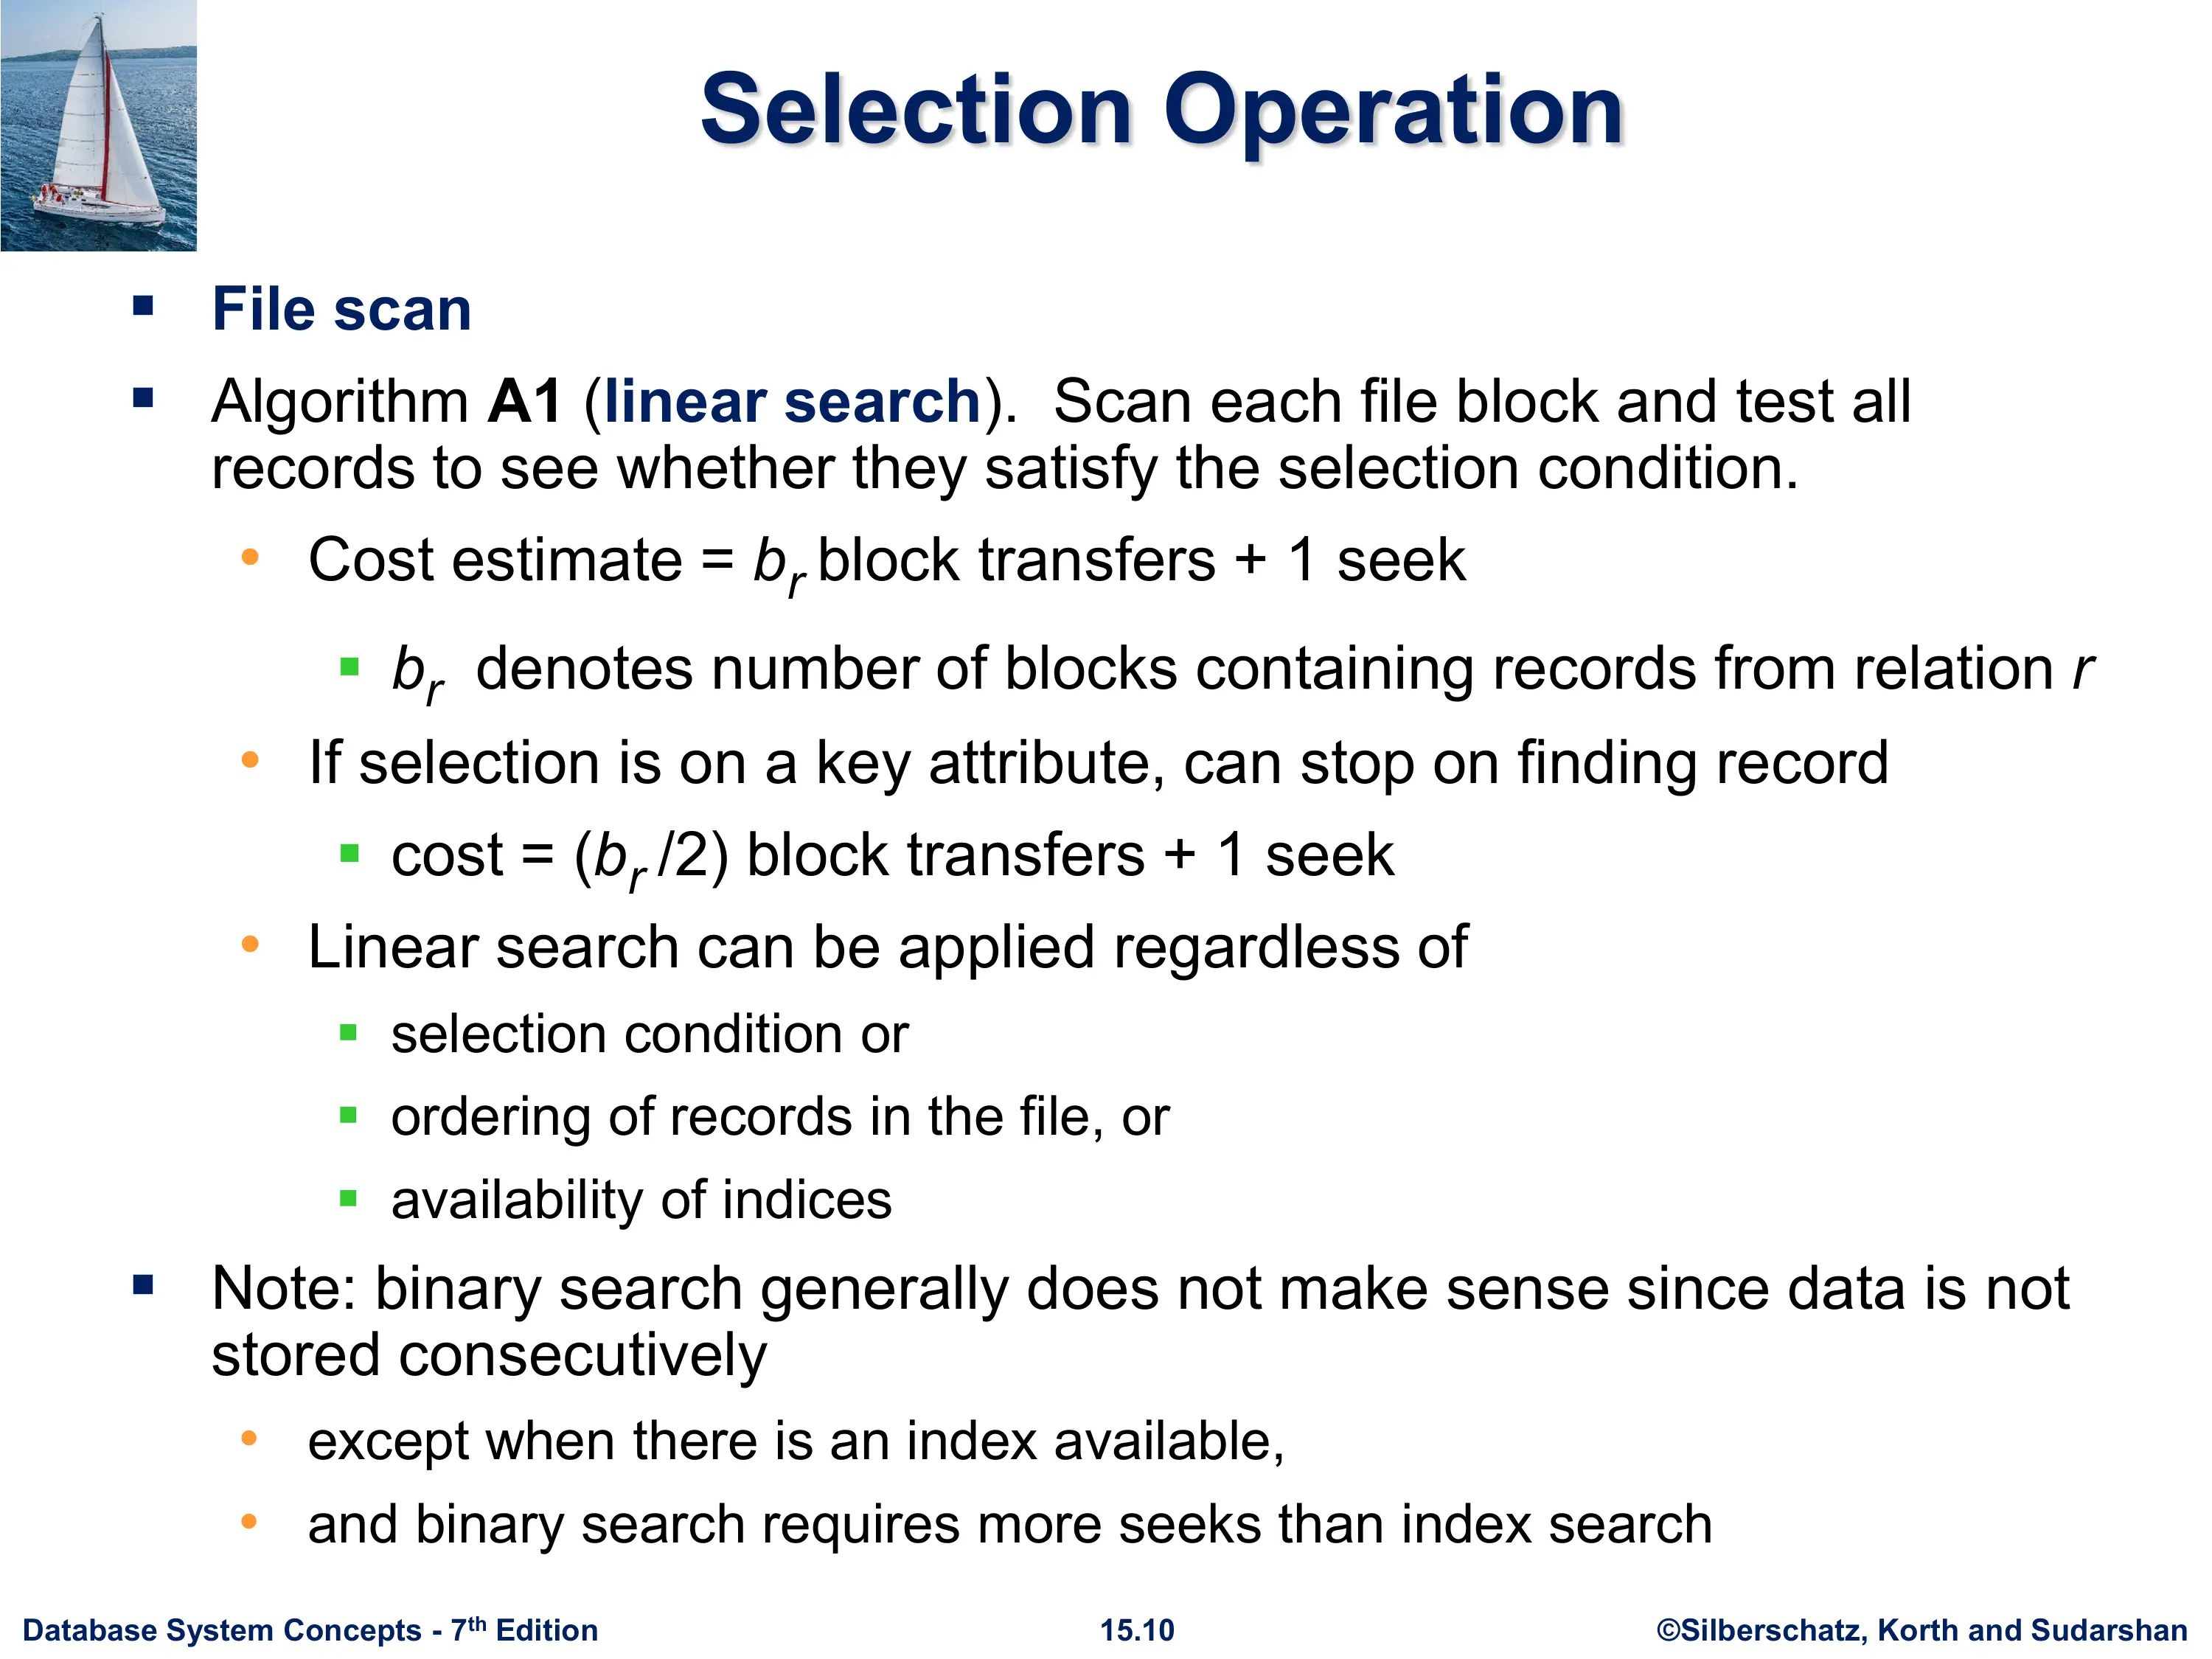 Selection Operation
▪ File scan
▪ Algorithm A1 (linear search). Scan each file block and test all
records to see whether they satisfy the selection condition.
• Cost estimate = b_r block transfers + 1 seek
▪ b_r denotes number of blocks containing records from relation r
• If selection is on a key attribute, can stop on finding record
▪ cost = (b_r /2) block transfers + 1 seek
• Linear search can be applied regardless of
▪ selection condition or
▪ ordering of records in the file, or
▪ availability of indices
▪ Note: binary search generally does not make sense since data is not
stored consecutively
• except when there is an index available,
• and binary search requires more seeks than index search
Database System Concepts - 7th Edition 15.10 ©Silberschatz, Korth and Sudarshan